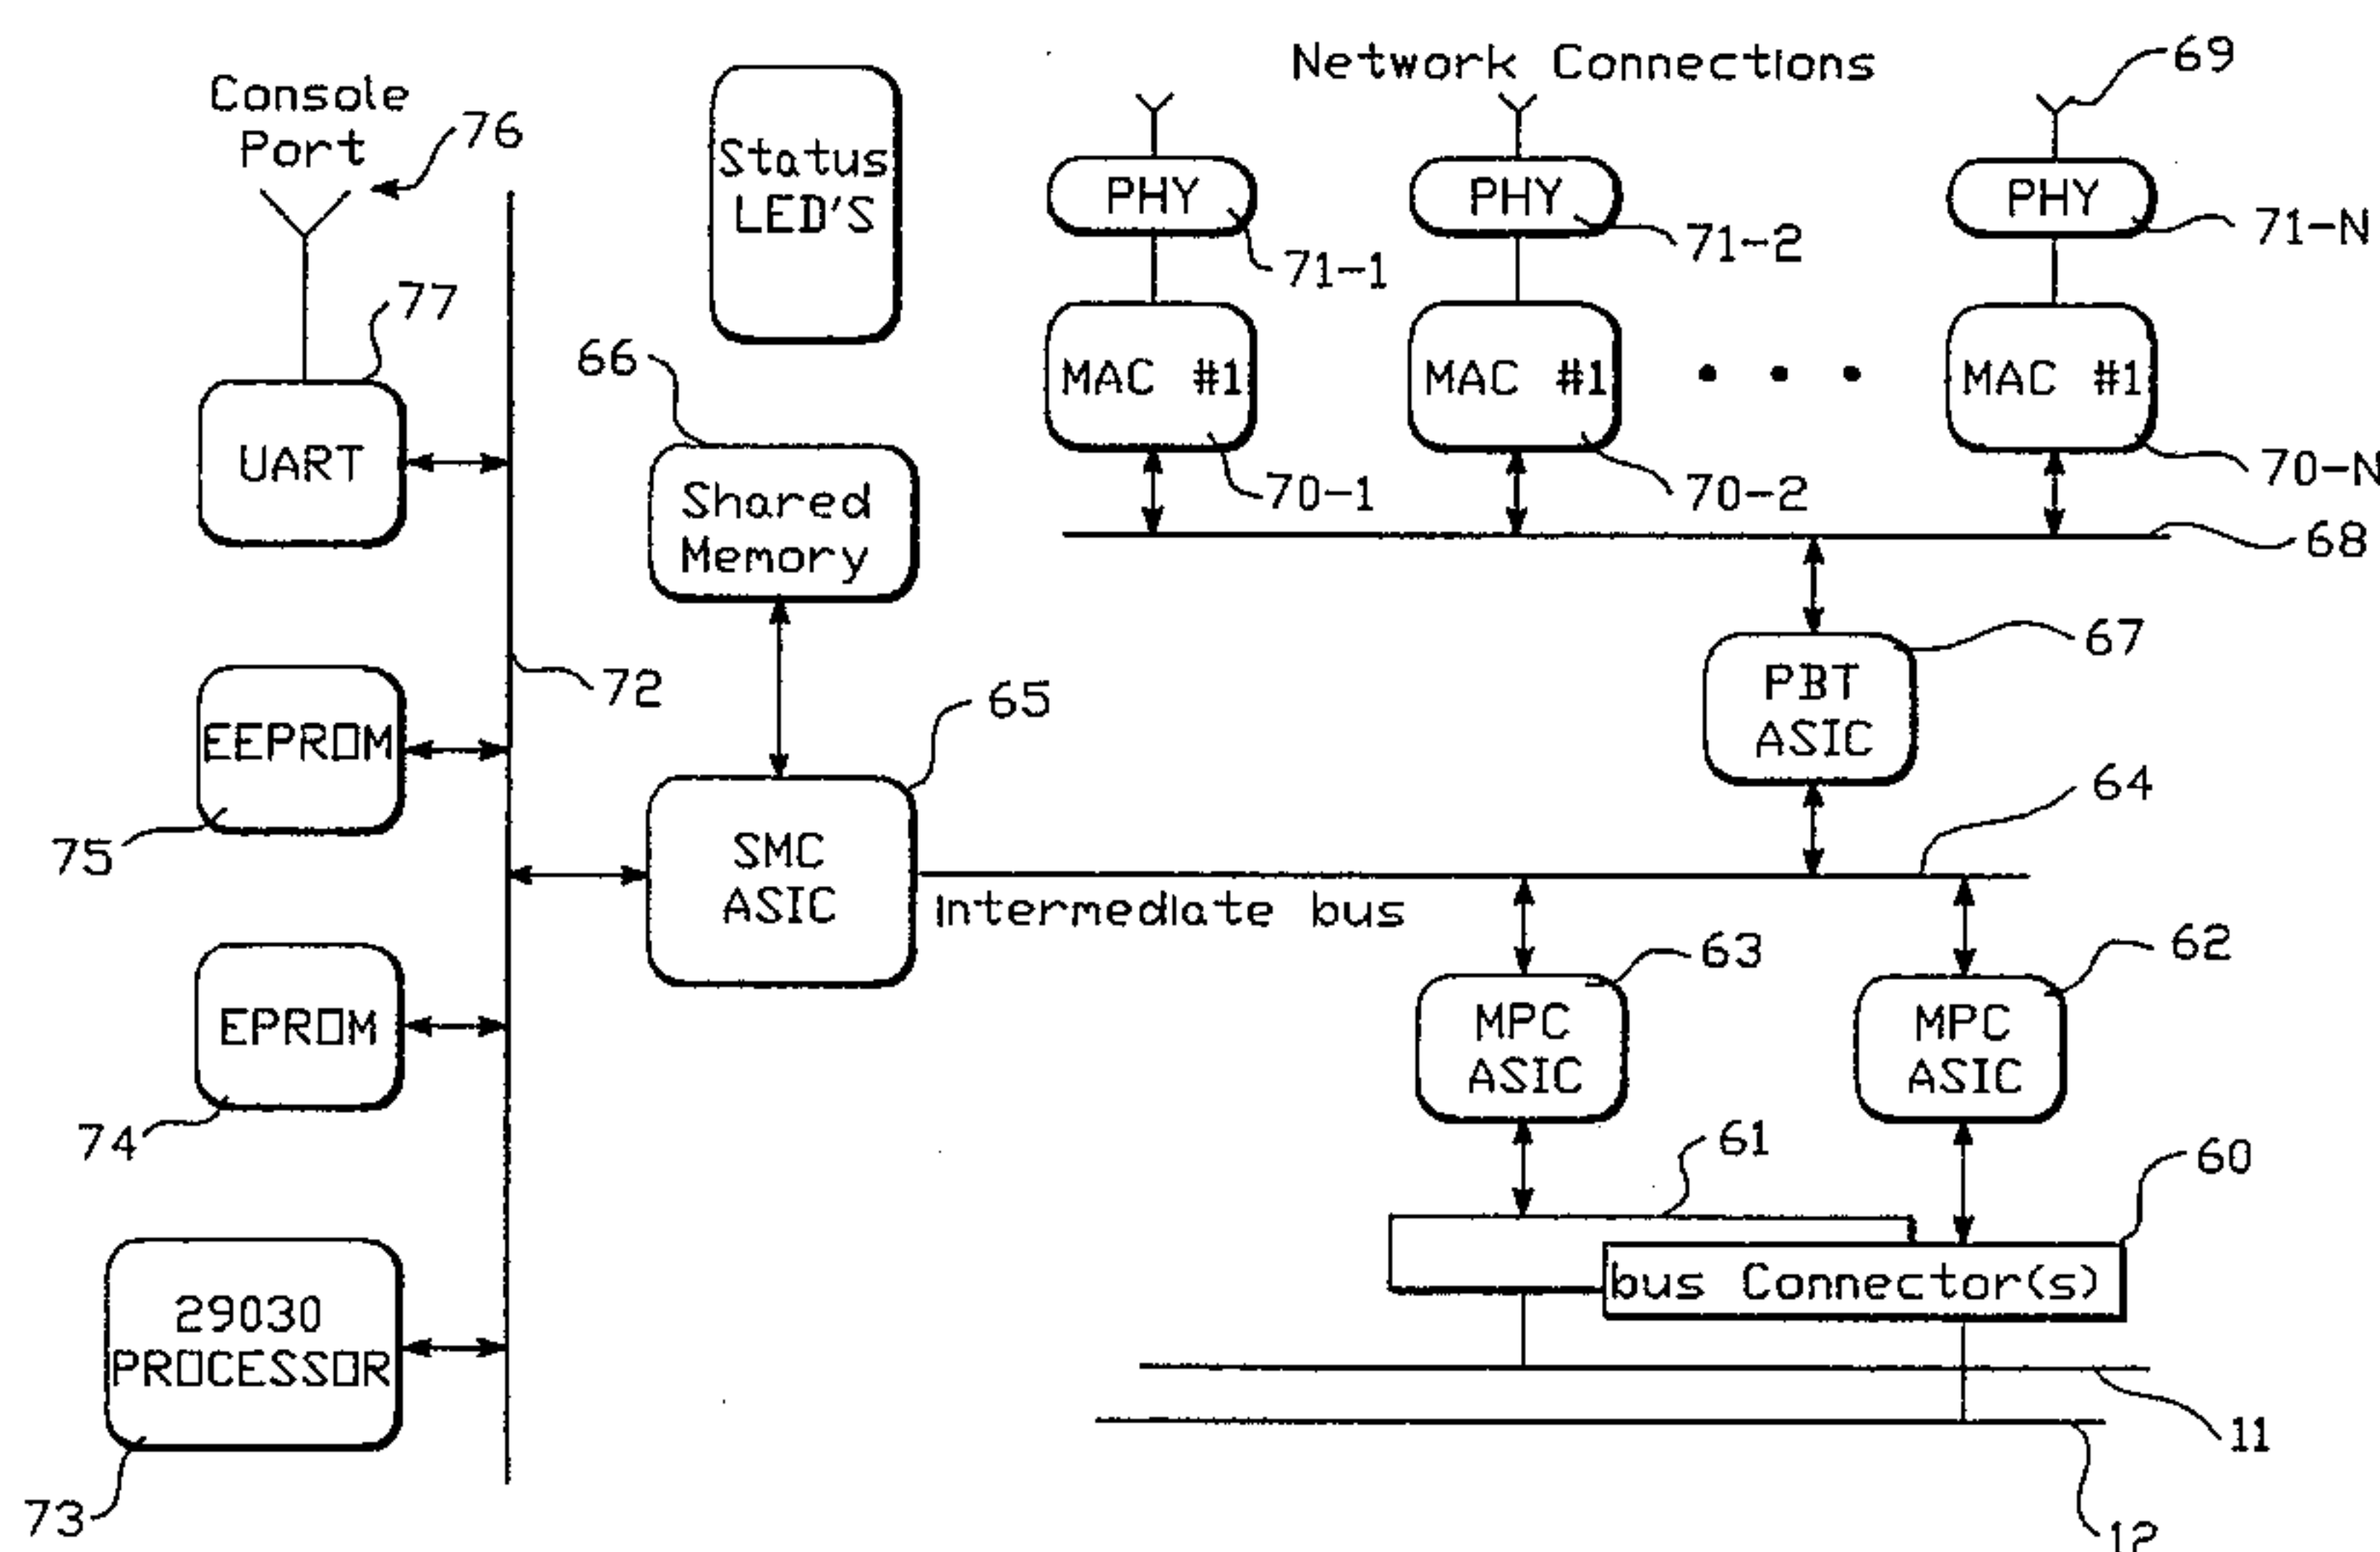 Network Connections
69
Console
Port
76
Status
LED'S
PHY
PHY
PHY
71-1
71-2
71-N
77
66
MAC #1
MAC #1
MAC #1
UART
70-1
70-2
70-N
Shared
Memory
68
67
72
65
PBT
ASIC
EEPROM
75
64
SMC
ASIC
Intermediate bus
63
62
EPROM
MPC
ASIC
MPC
ASIC
74
61
60
29030
PROCESSOR
bus Connector(s)
11
73
12